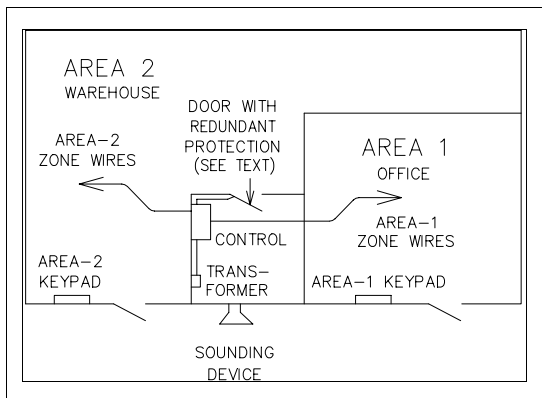 AREA 2
WAREHOUSE
DOOR WITH
REDUNDANT
PROTECTION
(SEE TEXT)
AREA-2
ZONE WIRES
AREA 1
OFFICE
AREA-1
ZONE WIRES
CONTROL
AREA-2
KEYPAD
TRANS-
FORMER
AREA-1 KEYPAD
SOUNDING
DEVICE